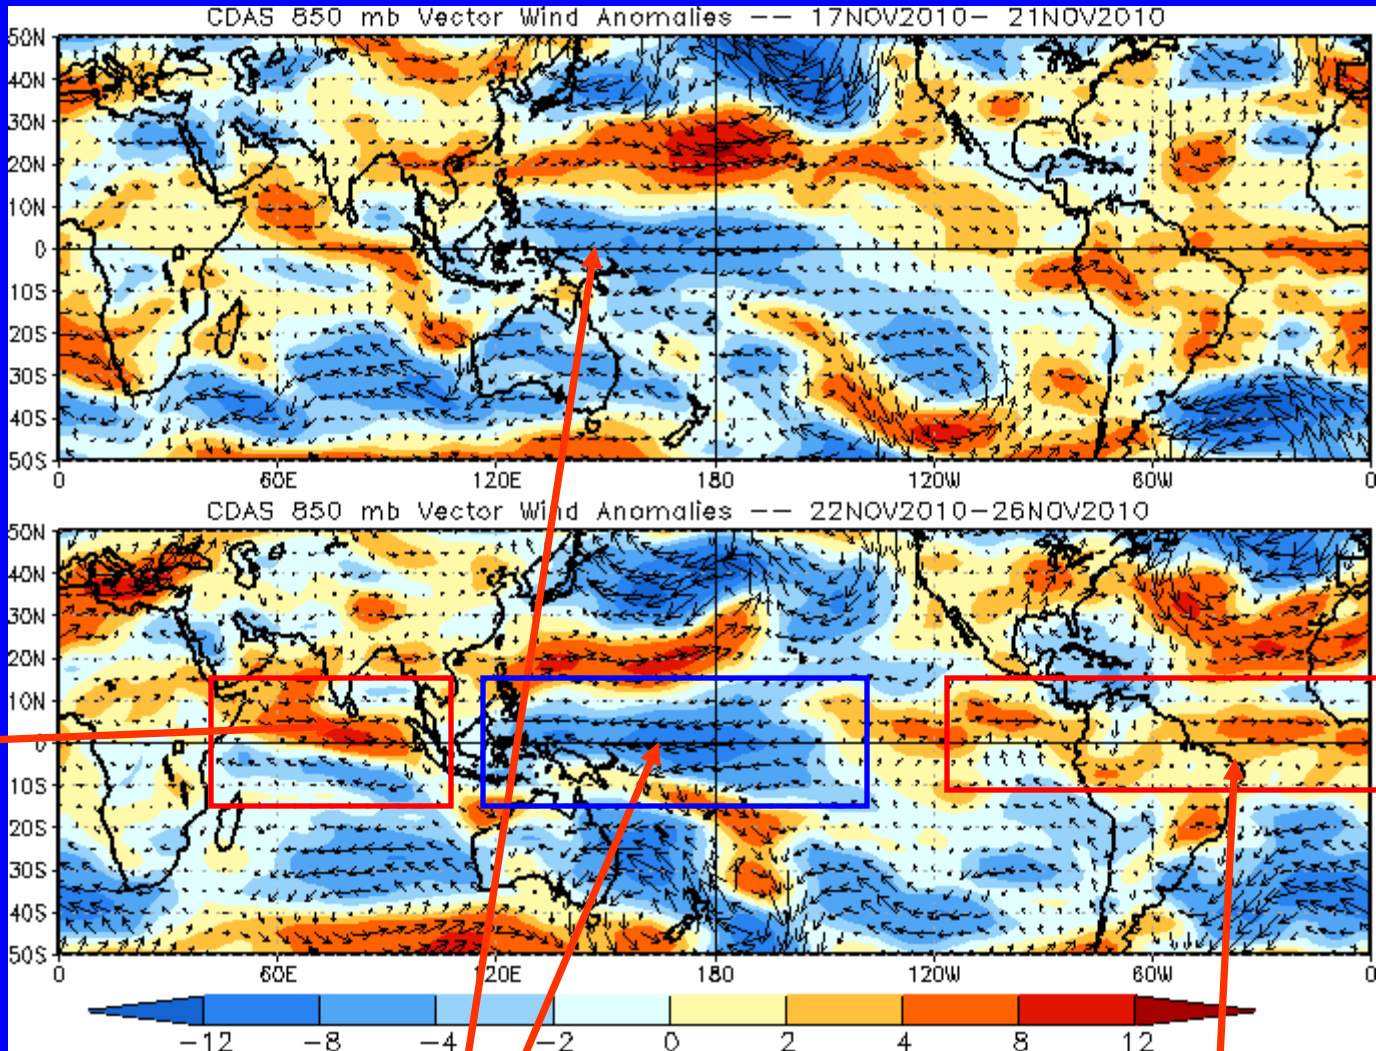 CDAS 850 mb Vector Wind Anomalies -- 17NOV2010- 21NOV2010
50N
40N
30N
20N
10N
0
10S
20S
30S
40S
50S
0 60E 120E 180 120W 60W 0
CDAS 850 mb Vector Wind Anomalies -- 22NOV2010-26NOV2010
50N
40N
30N
20N
10N
0
10S
20S
30S
40S
50S
0 60E 120E 180 120W 60W 0
-12 -8 -4 -2 0 2 4 8 12